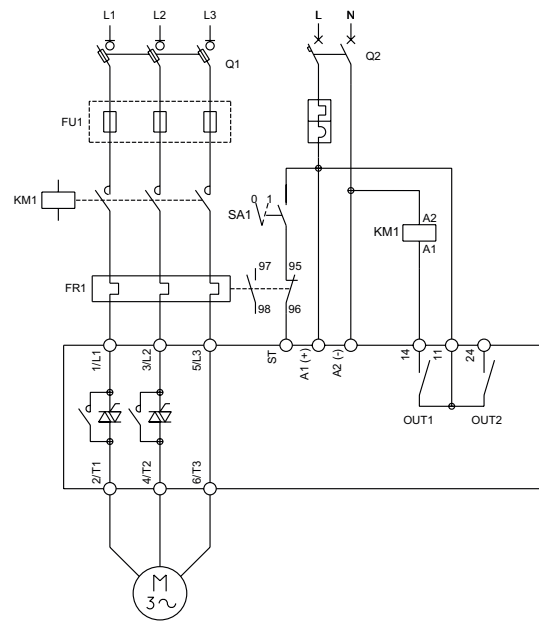 L1 L2 L3 L N
Q1 Q2
FU1
KM1
0 1
SA1
A2
KM1
A1
97 95
FR1
98 96
1/L1 3/L2 5/L3 ST A1 (+) A2 (-) 14 11 24
OUT1 OUT2
2/T1 4/T2 6/T3
M
3~